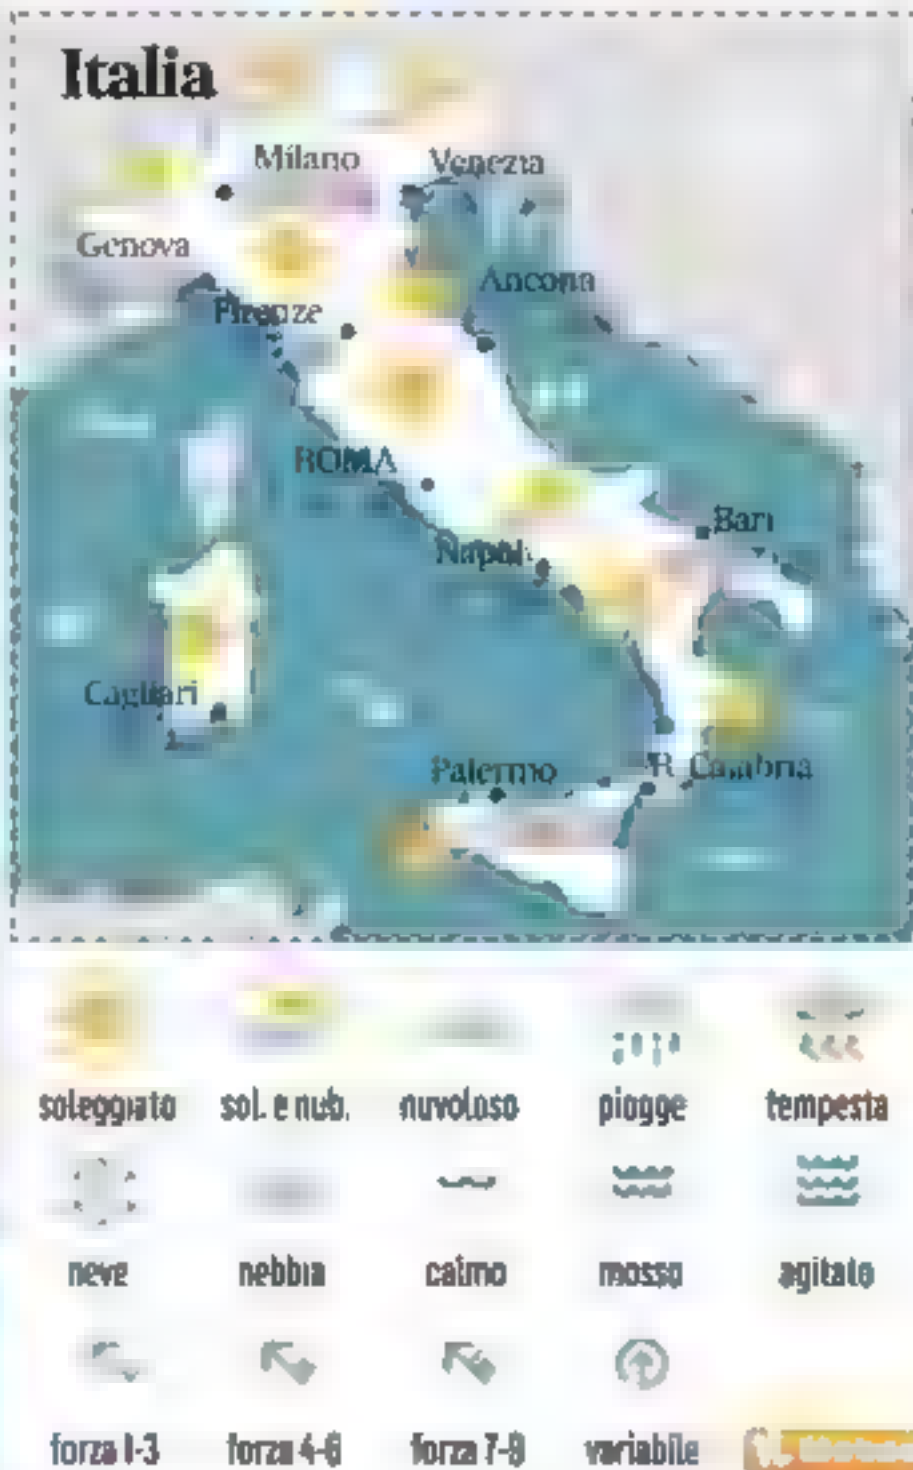 Italia
Milano
Venezia
Genova
Ancona
Firenze
ROMA
Bari
Napoli
Cagliari
Palermo
R. Calabria
soleggiato sol. e nub. nuvoloso piogge tempesta
neve nebbia calmo mosso agitato
forza 1-3 forza 4-6 forza 7-9 variabile